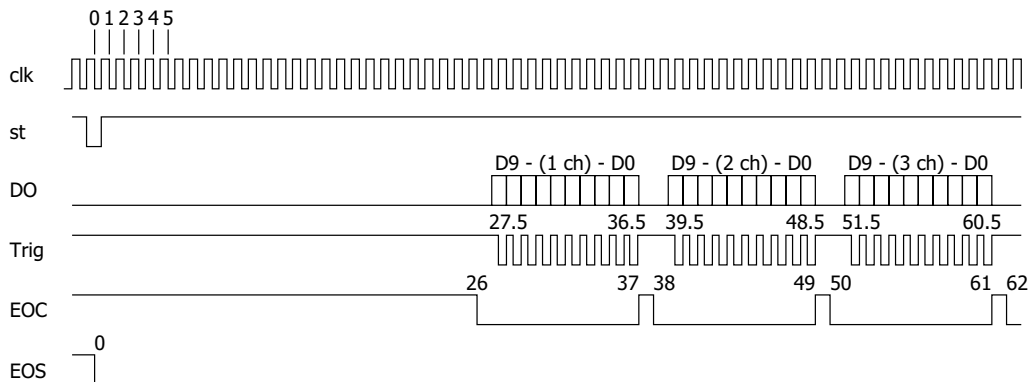 0 1 2 3 4 5
clk
st
D9 - (1 ch) - D0 D9 - (2 ch) - D0 D9 - (3 ch) - D0
DO
27.5 36.5 39.5 48.5 51.5 60.5
Trig
26 37 38 49 50 61 62
EOC
0
EOS